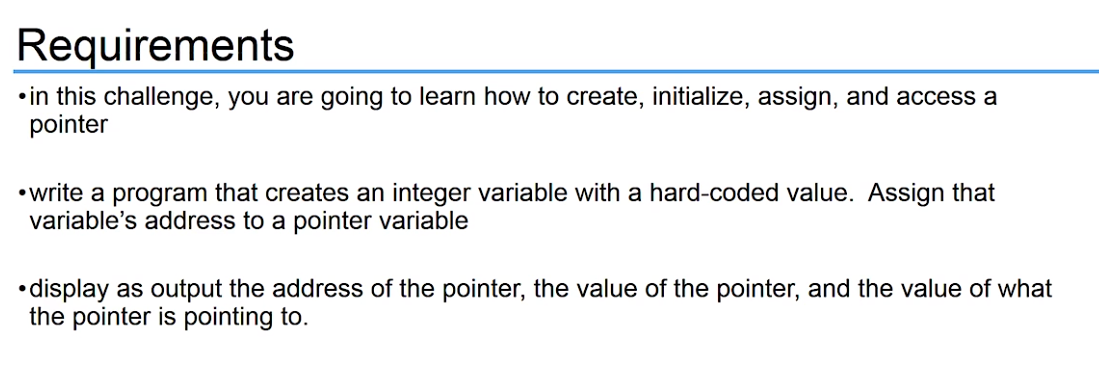 Requirements
•in this challenge, you are going to learn how to create, initialize, assign, and access a
pointer
•write a program that creates an integer variable with a hard-coded value.  Assign that
variable’s address to a pointer variable
•display as output the address of the pointer, the value of the pointer, and the value of what
the pointer is pointing to.